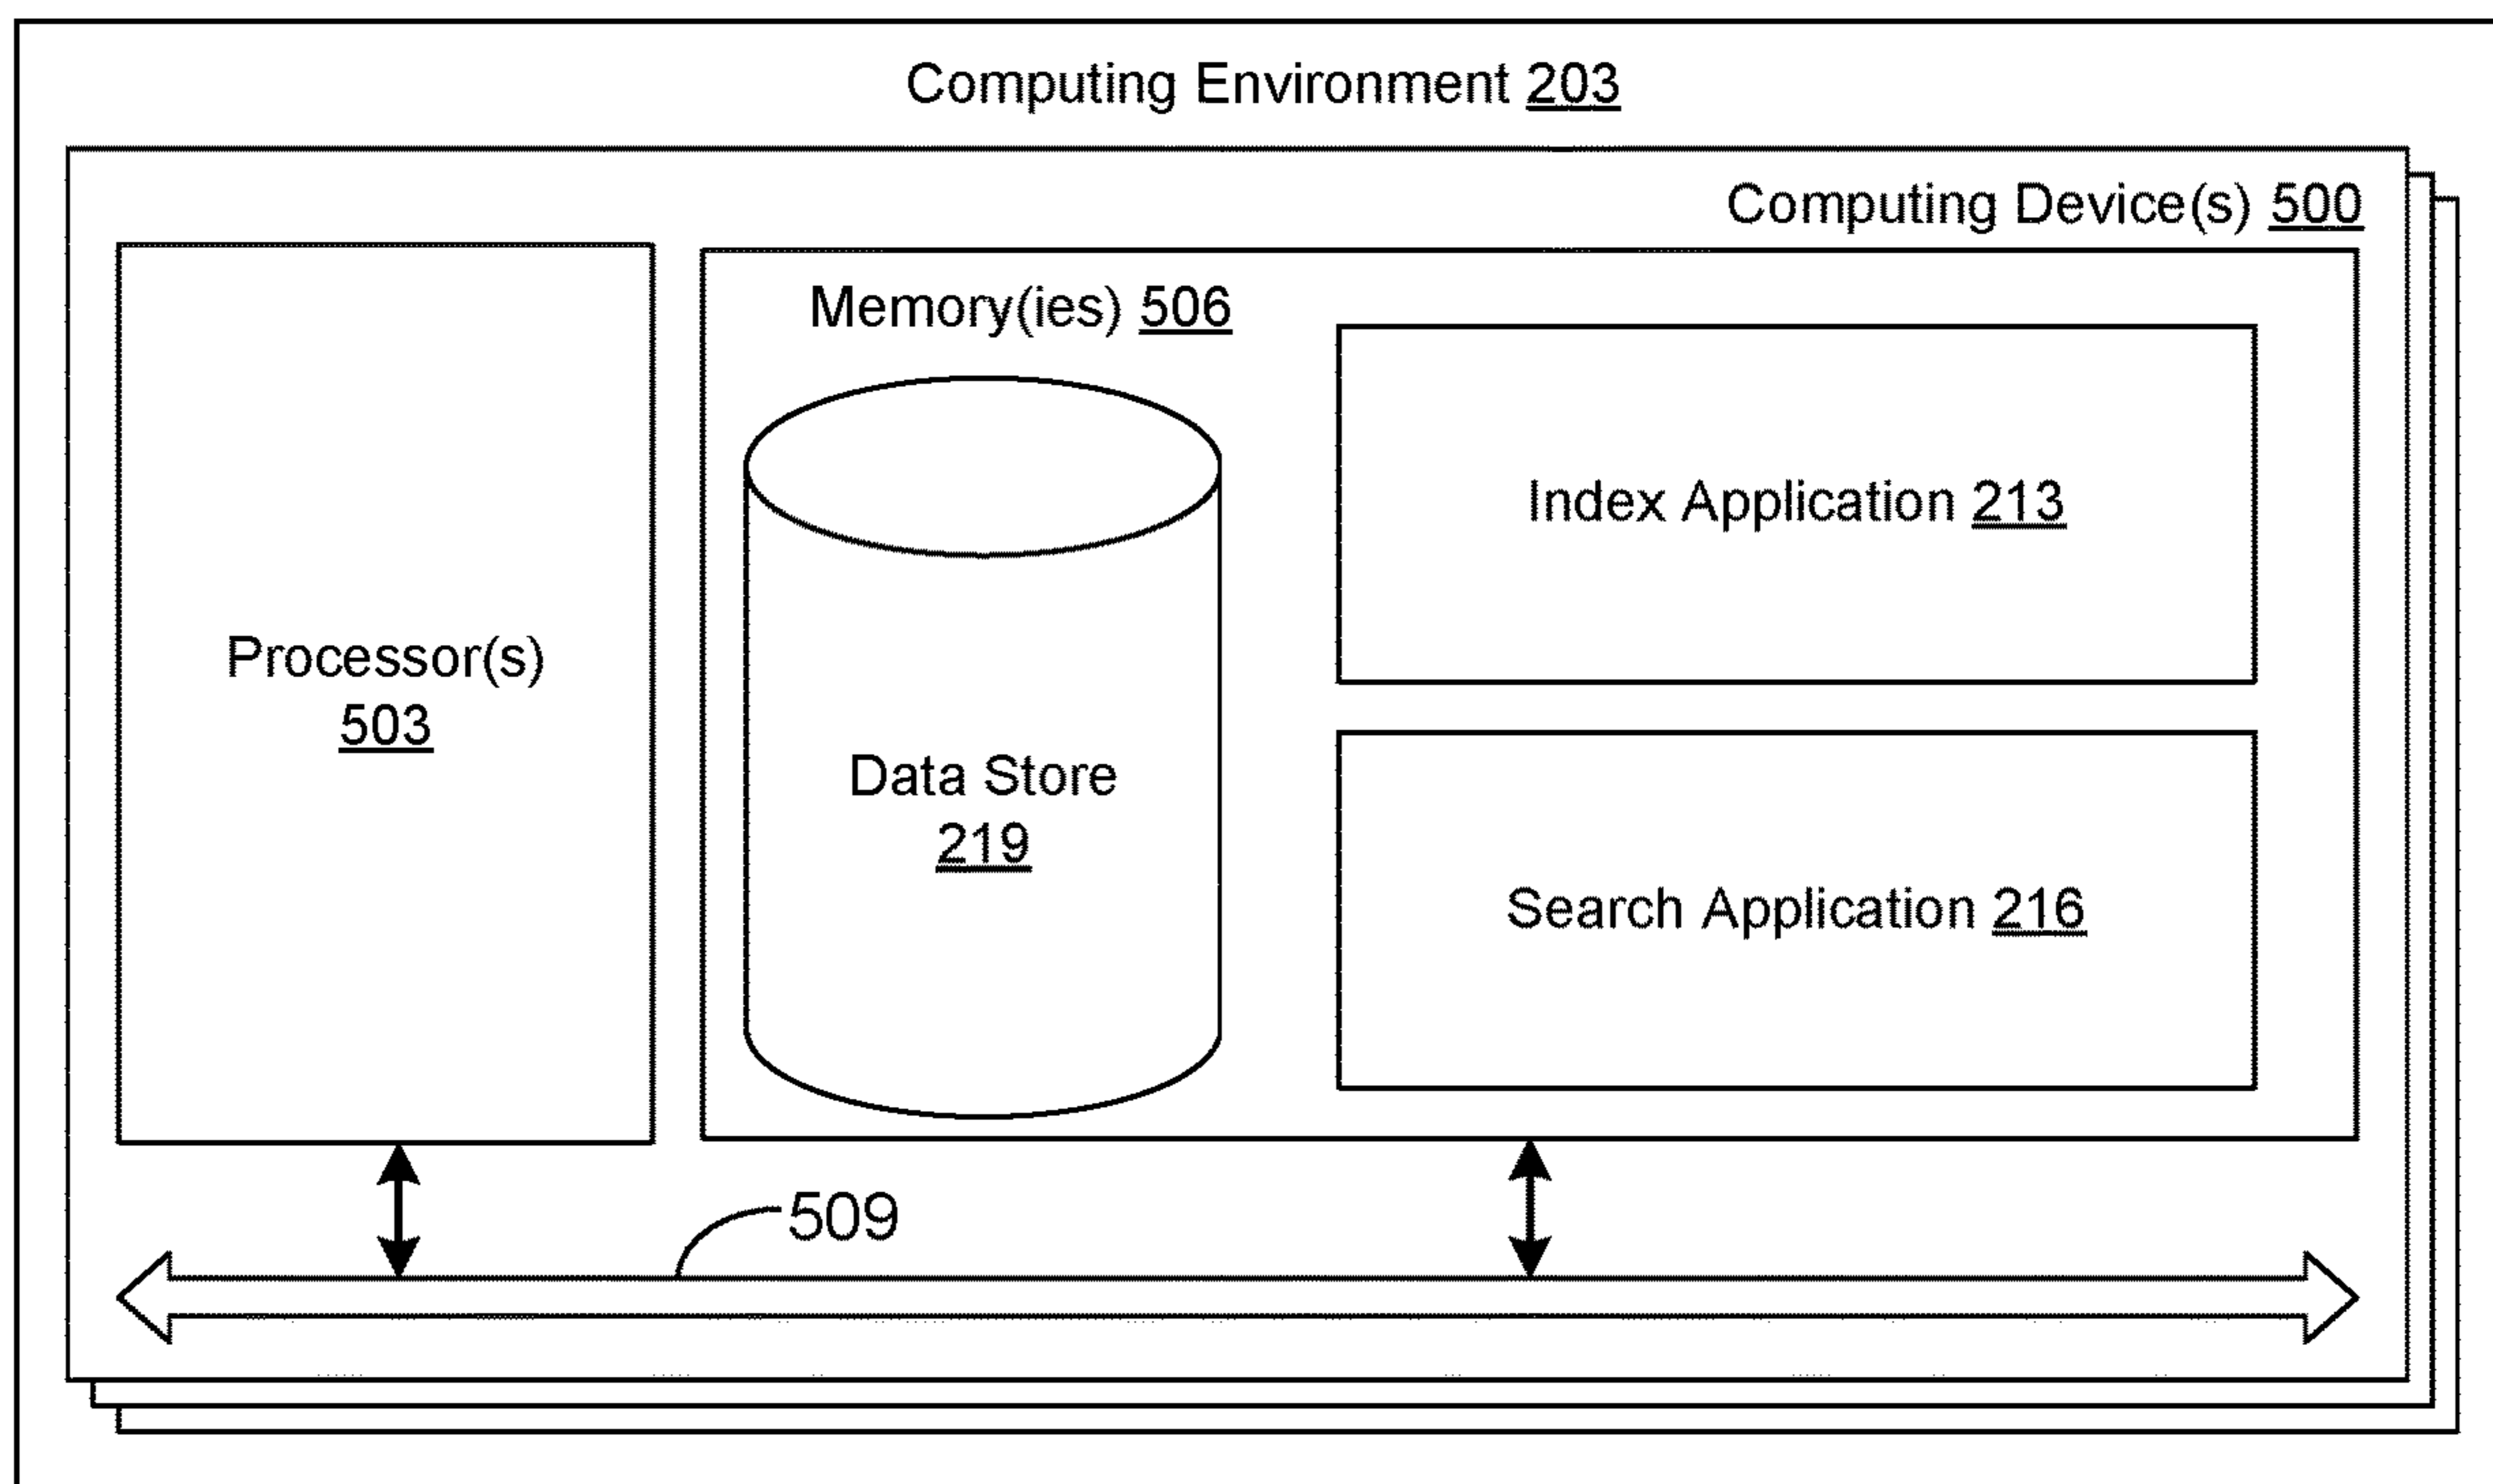 Computing Environment 203
Computing Device(s) 500
Memory(ies) 506
Index Application 213
Processor(s)
503
Data Store
219
Search Application 216
509